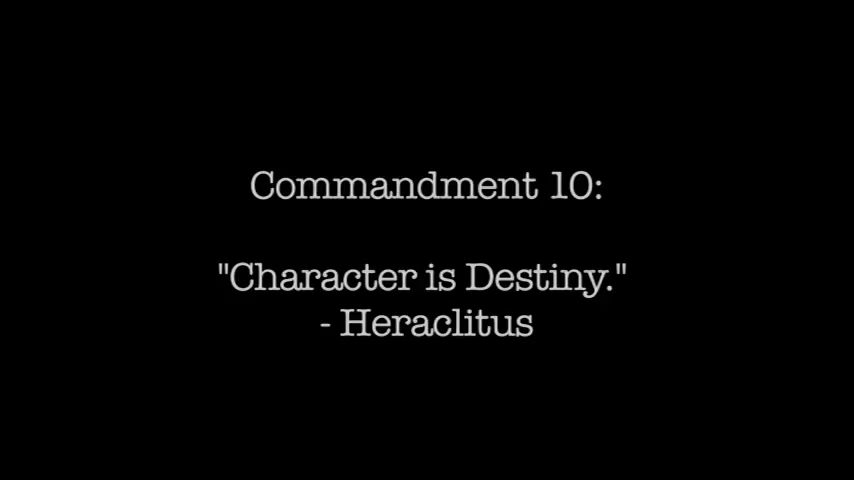 Commandment 10:
"Character is Destiny."
- Heraclitus